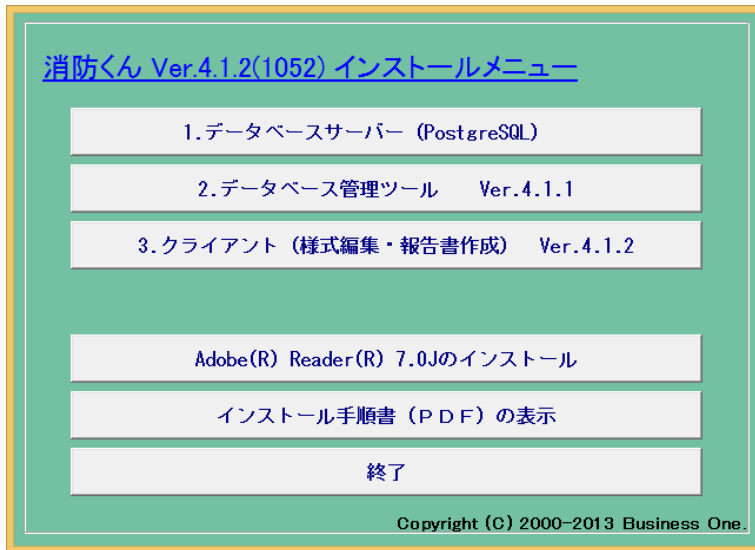 消防くん Ver.4.1.2(1052) インストールメニュー
1.データベースサーバー (PostgreSQL)
2.データベース管理ツール　　Ver.4.1.1
3.クライアント (様式編集・報告書作成)　Ver.4.1.2
Adobe(R) Reader(R) 7.0Jのインストール
インストール手順書（ＰＤＦ）の表示
終了
Copyright (C) 2000-2013 Business One.